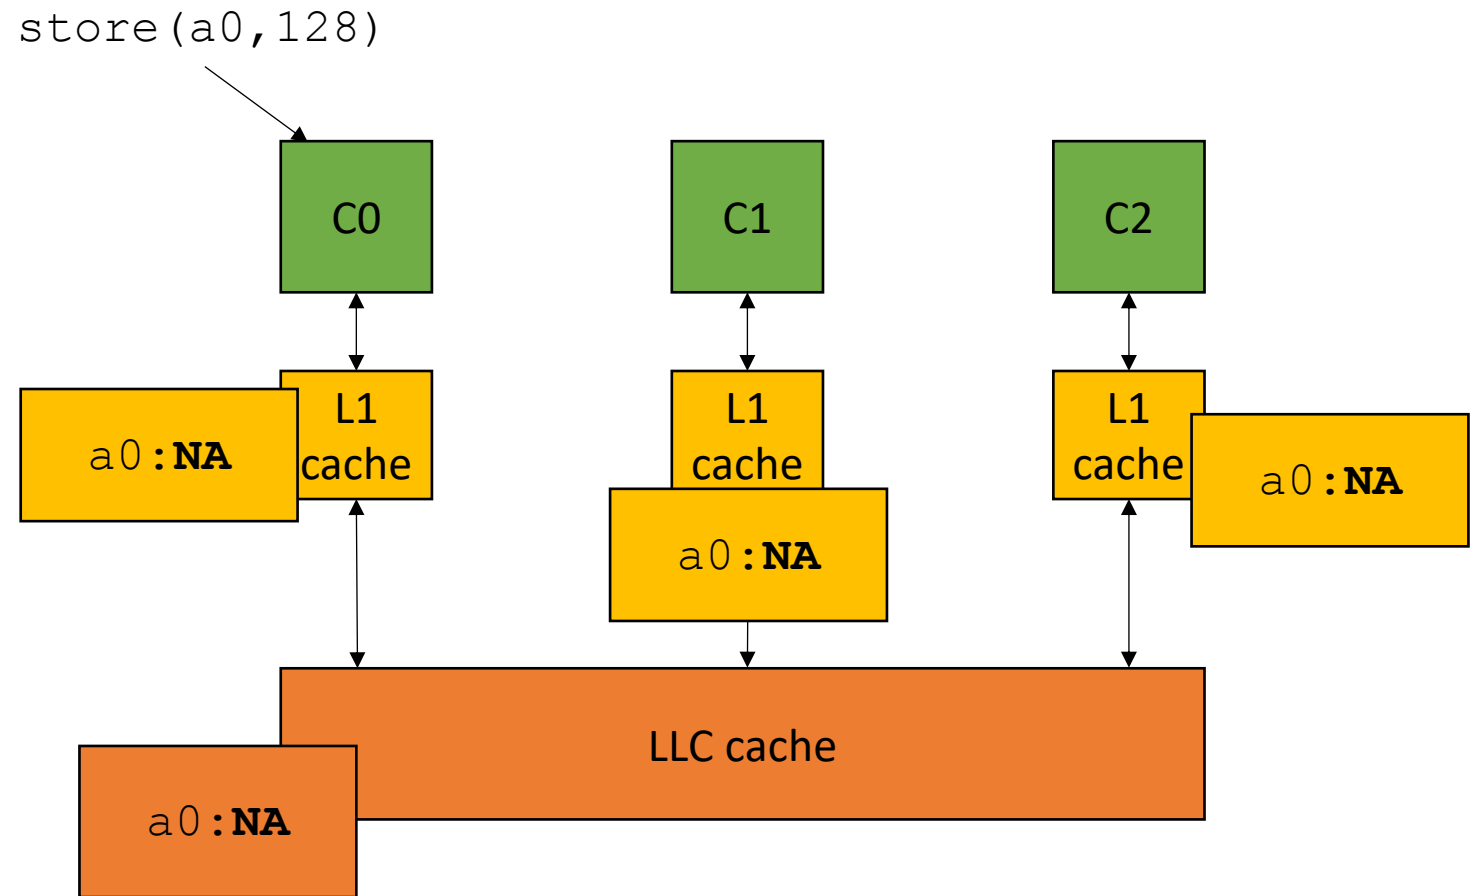 store(a0,128)
C0
C1
C2
L1
cache
L1
cache
L1
cache
a0:NA
a0:NA
a0:NA
LLC cache
a0:NA